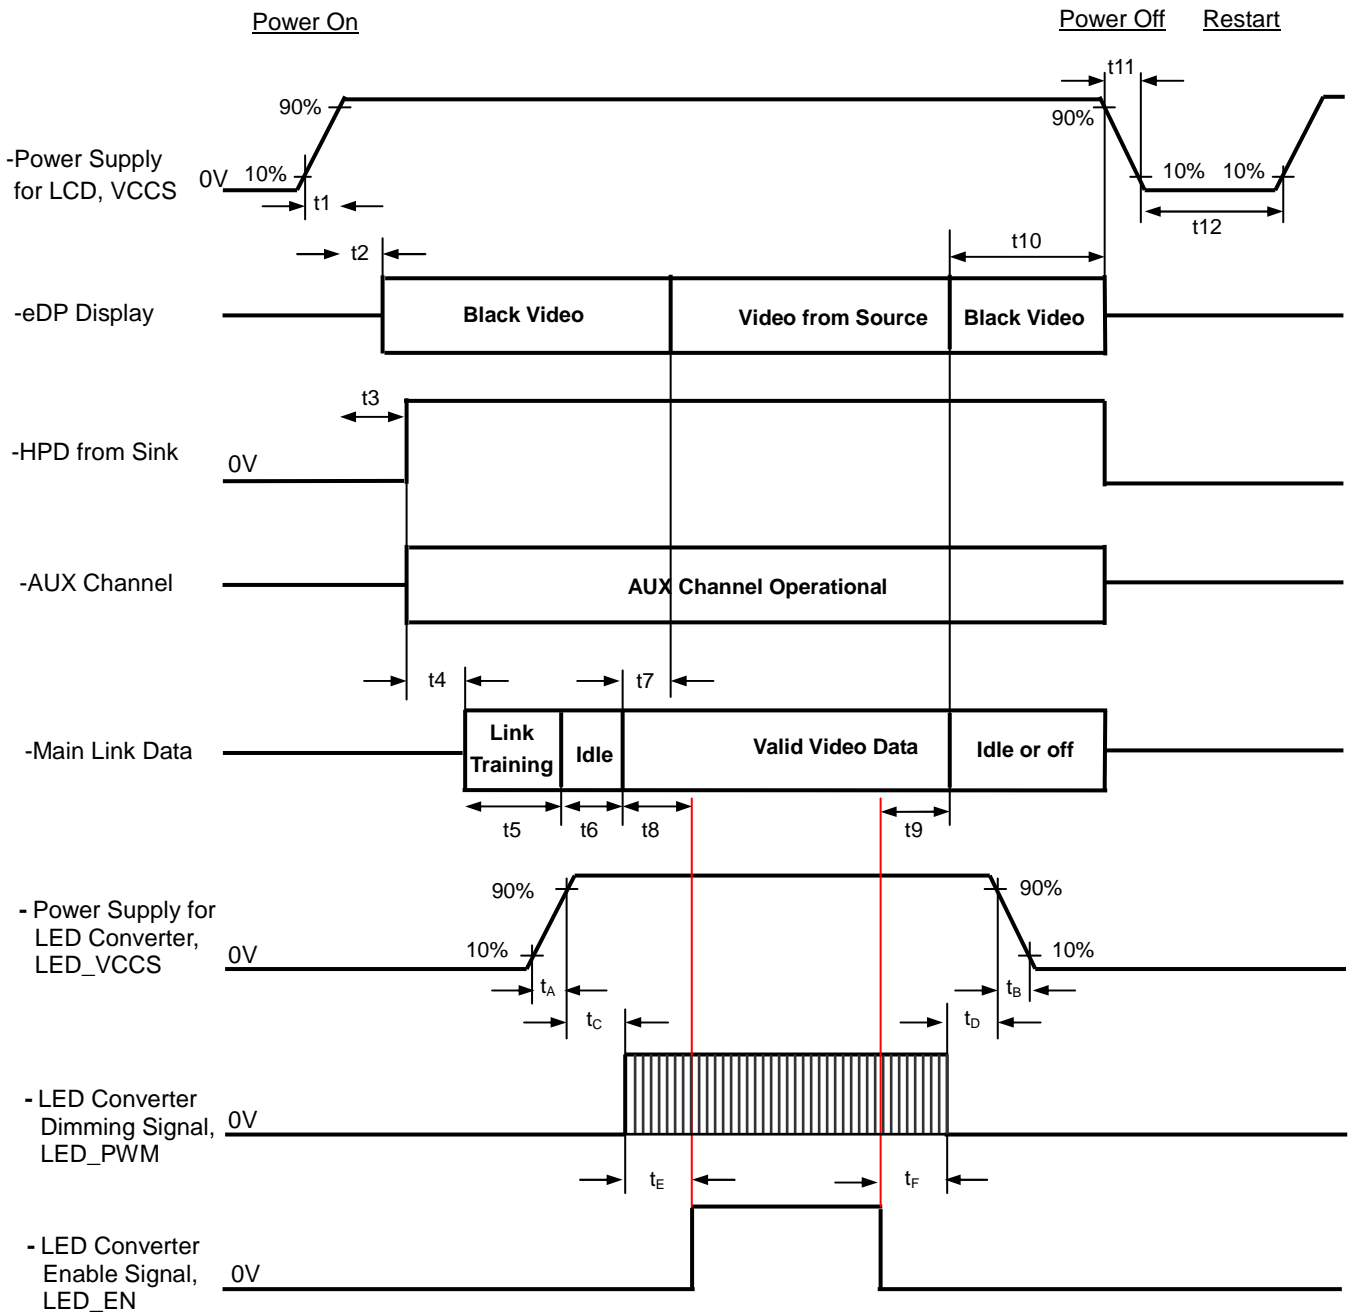 Power On
Power Off
Restart
t11
90%
90%
-Power Supply
for LCD, VCCS
0V
10%
10%
10%
t1
t12
t2
t10
-eDP Display
Black Video
Video from Source
Black Video
t3
-HPD from Sink
0V
-AUX Channel
AUX Channel Operational
t4
t7
-Main Link Data
Link
Training
Idle
Valid Video Data
Idle or off
t5
t6
t8
t9
90%
90%
- Power Supply for
LED Converter,
LED_VCCS
0V
10%
10%
tA
tB
tC
tD
- LED Converter
Dimming Signal,
LED_PWM
0V
tE
tF
- LED Converter
Enable Signal,
LED_EN
0V